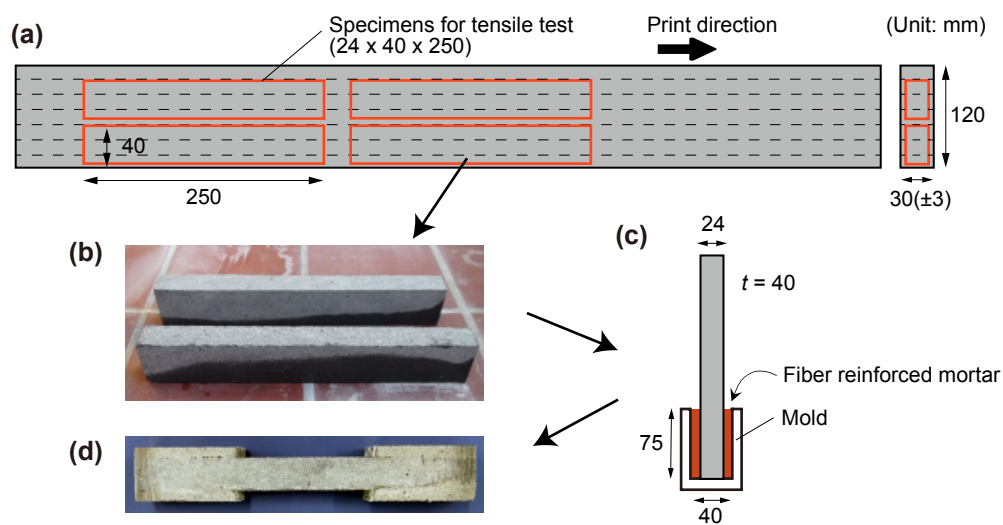 (a)
Specimens for tensile test
(24 x 40 x 250)
Print direction
(Unit: mm)
40
250
120
30(±3)
(b)
(c)
24
t = 40
Fiber reinforced mortar
Mold
75
40
(d)